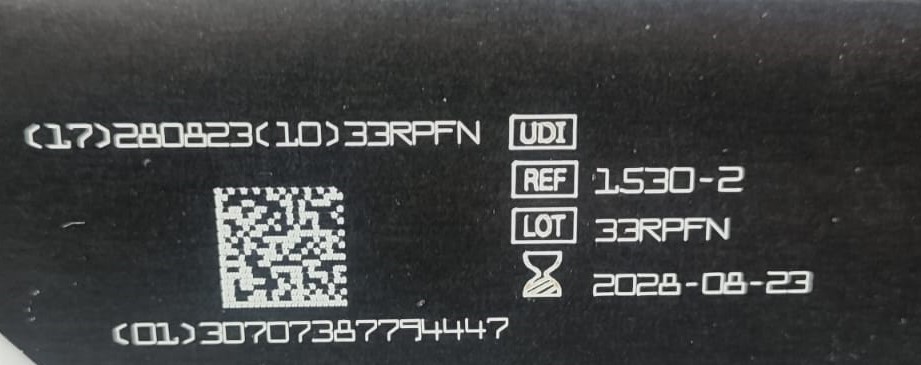 (17)280823(10)33RPFN UDI
REF 1530-2
LOT 33RPFN
2028-08-23
(01)30707387794447